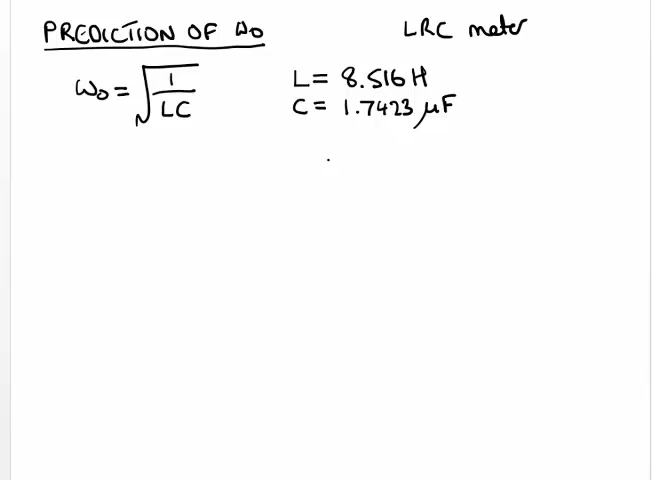 PREDICTION OF ω₀
LRC meter
ω₀ = √(1/LC)
L = 8.516 H
C = 1.7423 μF